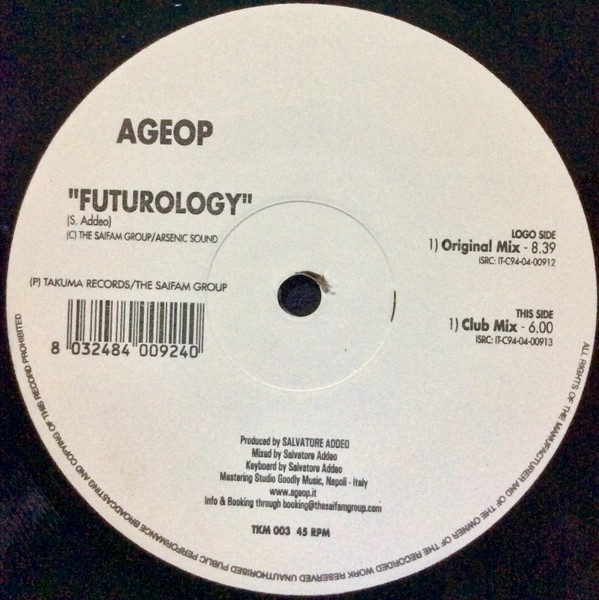 AGEOP
"FUTUROLOGY"
(S. Addeo)
(C) THE SAIFAM GROUP/ARSENIC SOUND
(P) TAKUMA RECORDS/THE SAIFAM GROUP
8 032484 009240
LOGO SIDE
1) Original Mix - 8.39
ISRC: IT-C94-04-00912
THIS SIDE
1) Club Mix - 6.00
ISRC: IT-C94-04-00913
Produced by SALVATORE ADDEO
Mixed by Salvatore Addeo
Keyboard by Salvatore Addeo
Mastering Studio Goodly Music, Napoli - Italy
www.ageop.it
Info & Booking through booking@thesaifamgroup.com
TKM 003 45 RPM
ALL RIGHTS OF THE MANUFACTURER AND OF THE OWNER OF THE RECORDED WORK RESERVED UNAUTHORISED PUBLIC PERFORMANCE BROADCASTING AND COPYING OF THIS RECORD PROHIBITED